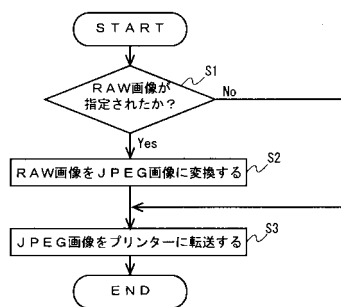 START
S1
RAW画像が
指定されたか?
No
Yes
S2
RAW画像をJPEG画像に変換する
S3
JPEG画像をプリンターに転送する
END